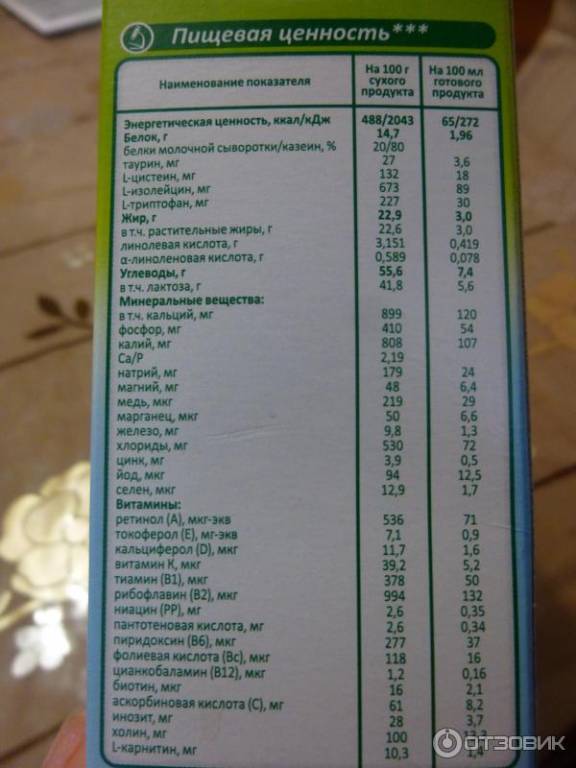 Пищевая ценность***
Наименование показателя На 100 г сухого продукта На 100 мл готового продукта
Энергетическая ценность, ккал/кДж 488/2043 65/272
Белок, г 14,7 1,96
белки молочной сыворотки/казеин, % 20/80
таурин, мг 27 3,6
L-цистеин, мг 132 18
L-изолейцин, мг 673 89
L-триптофан, мг 227 30
Жир, г 22,9 3,0
в т.ч. растительные жиры, г 22,6 3,0
линолевая кислота, г 3,151 0,419
α-линоленовая кислота, г 0,589 0,078
Углеводы, г 55,6 7,4
в т.ч. лактоза, г 41,8 5,6
Минеральные вещества:
в т.ч. кальций, мг 899 120
фосфор, мг 410 54
калий, мг 808 107
Ca/P 2,19
натрий, мг 179 24
магний, мг 48 6,4
медь, мкг 219 29
марганец, мкг 50 6,6
железо, мг 9,8 1,3
хлориды, мг 530 72
цинк, мг 3,9 0,5
йод, мкг 94 12,5
селен, мкг 12,9 1,7
Витамины:
ретинол (А), мкг-экв 536 71
токоферол (Е), мг-экв 7,1 0,9
кальциферол (D), мкг 11,7 1,6
витамин К, мкг 39,2 5,2
тиамин (В1), мкг 378 50
рибофлавин (В2), мкг 994 132
ниацин (РР), мг 2,6 0,35
пантотеновая кислота, мг 2,6 0,34
пиридоксин (В6), мкг 277 37
фолиевая кислота (Вс), мкг 118 16
цианкобаламин (В12), мкг 1,2 0,16
биотин, мкг 16 2,1
аскорбиновая кислота (С), мг 61 8,2
инозит, мг 28 3,7
холин, мг 100 13,3
L-карнитин, мг 10,3 1,4
ОТЗОВИК